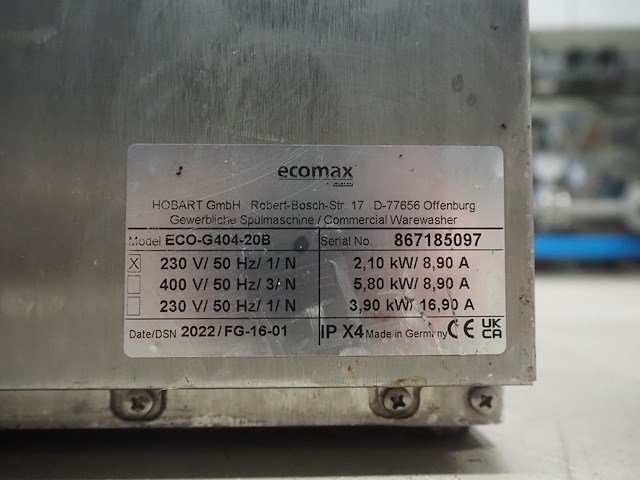 ecomax
HOBART GmbH Robert-Bosch-Str. 17 D-77656 Offenburg
Gewerbliche Spülmaschine / Commercial Warewasher
Model ECO-G404-20B Serial No. 867185097
X 230 V/ 50 Hz/ 1/ N 2,10 kW/ 8,90 A
400 V/ 50 Hz/ 3/ N 5,80 kW/ 8,90 A
230 V/ 50 Hz/ 1/ N 3,90 kW/ 16,90 A
Date/DSN 2022/FG-16-01 IP X4 Made in Germany CE UK CA